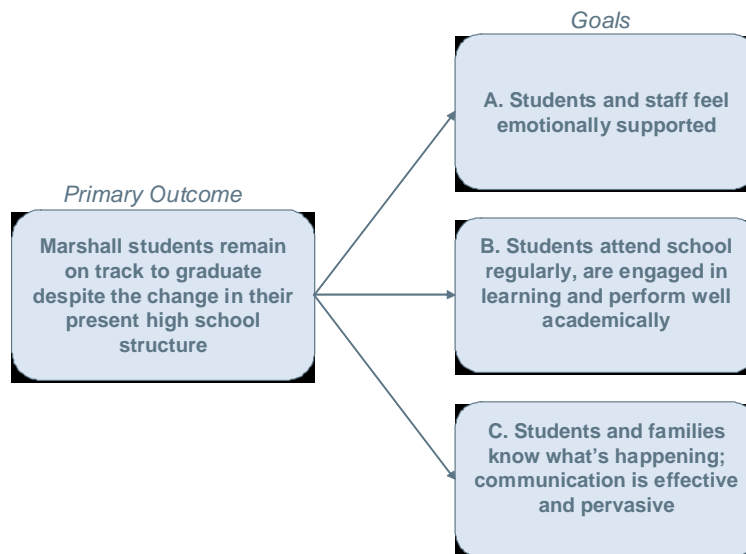 Goals
A. Students and staff feel
emotionally supported
Primary Outcome
Marshall students remain
on track to graduate
despite the change in their
present high school
structure
B. Students attend school
regularly, are engaged in
learning and perform well
academically
C. Students and families
know what’s happening;
communication is effective
and pervasive